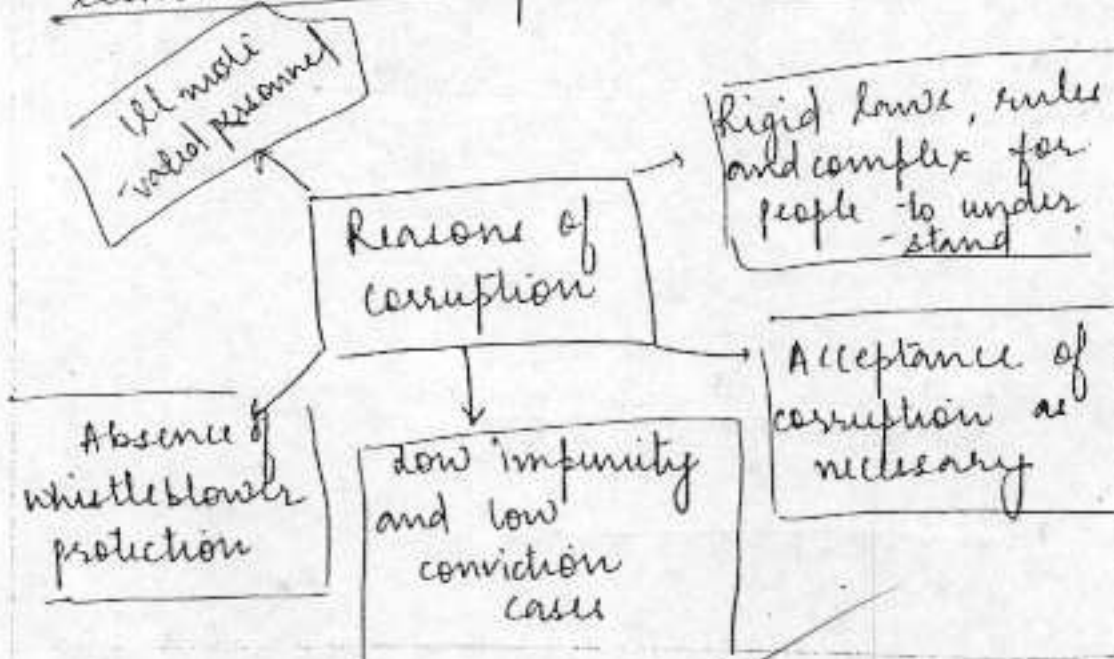 Ill moti
-vated personnel
Rigid laws, rules
and complex for
people to under
-stand
Reasons of
corruption
Acceptance of
corruption as
necessary
Absence of
whistleblower
protection
Low impunity
and low
conviction
cases